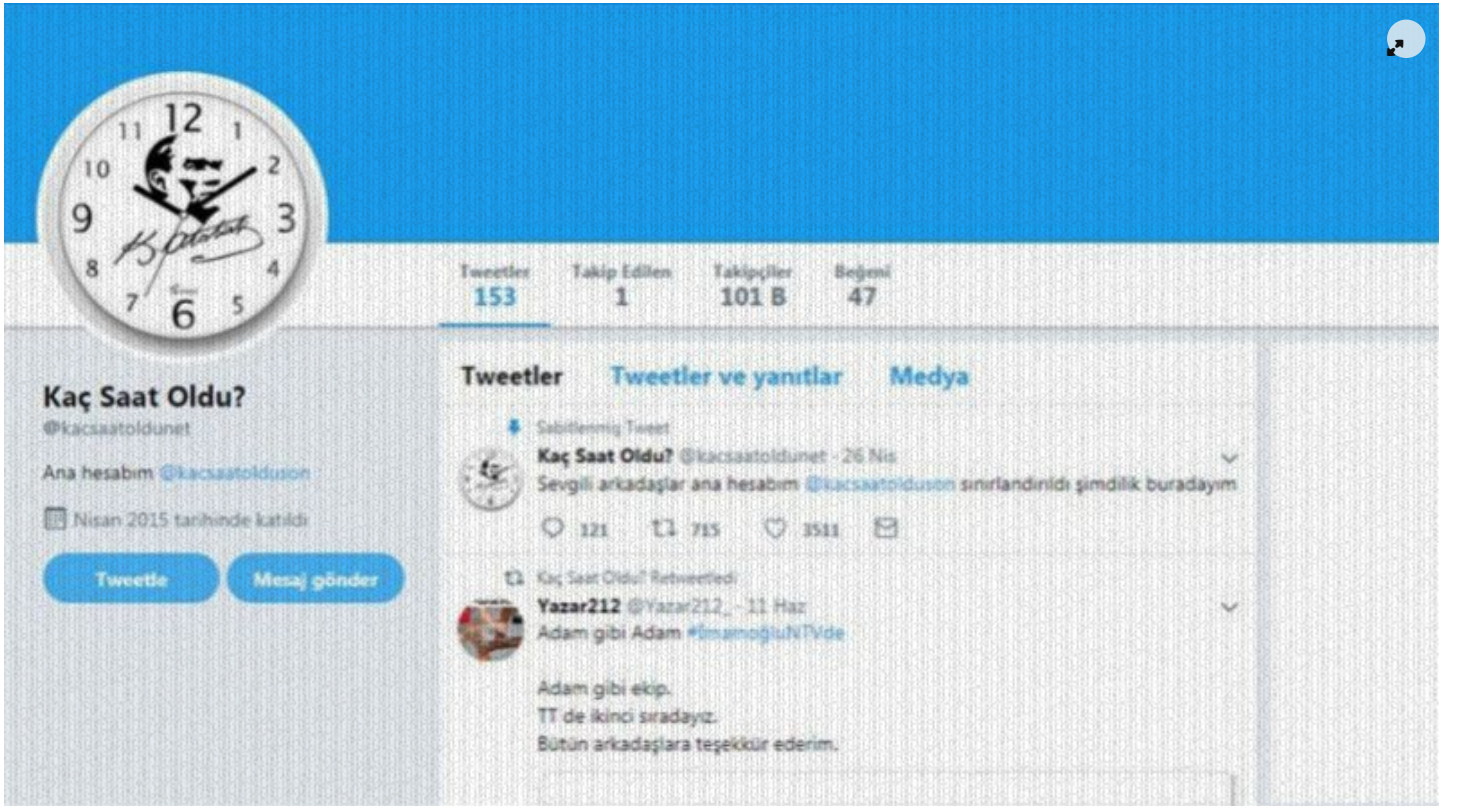 12
11 1
10 2
9 3
8 4
7 5
6
K. Atatürk
Tweetler Takip Edilen Takipçiler Beğeni
153 1 101 B 47
Kaç Saat Oldu?
@kacsaatoldunet
Ana hesabım @kacsaatolduson
Nisan 2015 tarihinde katıldı
Tweetle Mesaj gönder
Tweetler Tweetler ve yanıtlar Medya
Sabitlenmiş Tweet
Kaç Saat Oldu? @kacsaatoldunet · 26 Nis
Sevgili arkadaşlar ana hesabım @kacsaatolduson sınırlandırıldı şimdilik buradayım
121 715 3511
Kaç Saat Oldu? Retweetledi
Yazar212 @Yazar212_ · 11 Haz
Adam gibi Adam #İmamoğluNTVde
Adam gibi ekip.
TT de ikinci sıradayız.
Bütün arkadaşlara teşekkür ederim.